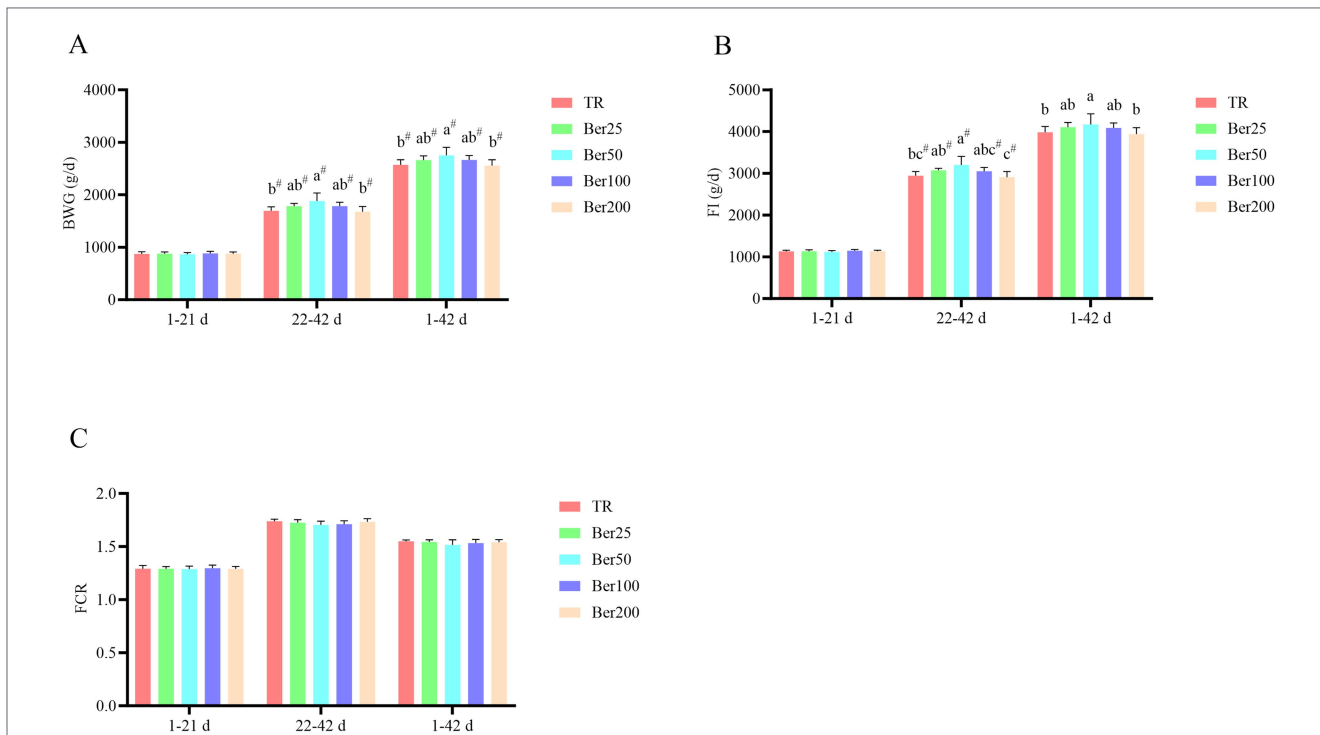 A
BWG (g/d)
4000
3000
2000
1000
0
b# ab# a# ab# b#
b# ab# a# ab# b#
1-21 d 22-42 d 1-42 d
TR
Ber25
Ber50
Ber100
Ber200
B
FI (g/d)
5000
4000
3000
2000
1000
0
bc# ab# a# abc# c#
b ab a ab b
1-21 d 22-42 d 1-42 d
TR
Ber25
Ber50
Ber100
Ber200
C
FCR
2.0
1.5
1.0
0.5
0.0
1-21 d 22-42 d 1-42 d
TR
Ber25
Ber50
Ber100
Ber200